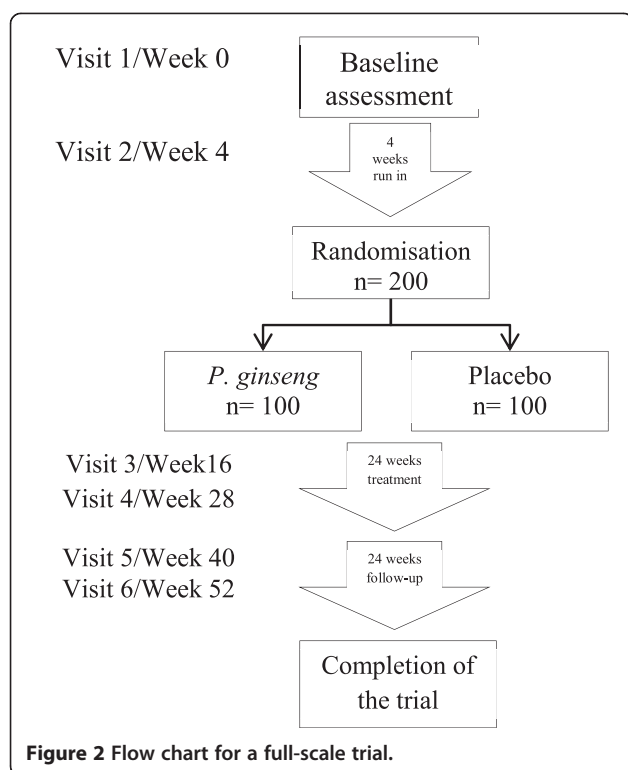 Visit 1/Week 0
Baseline
assessment
Visit 2/Week 4
4
weeks
run in
Randomisation
n= 200
P. ginseng
n= 100
Placebo
n= 100
Visit 3/Week16
Visit 4/Week 28
24 weeks
treatment
Visit 5/Week 40
Visit 6/Week 52
24 weeks
follow-up
Completion of
the trial
Figure 2 Flow chart for a full-scale trial.